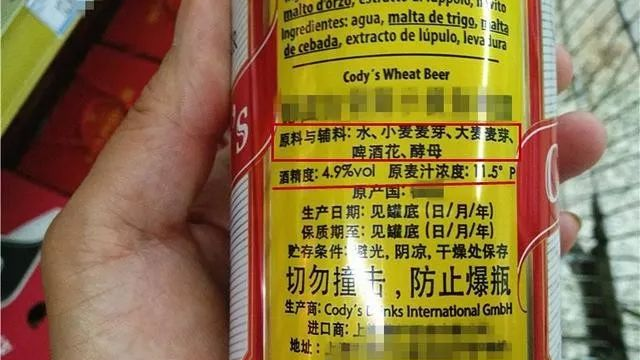 malto d'orzo,
Ingredientes: agua, malta de trigo, malta
de cebada, extracto de lúpulo, levadura
Cody's Wheat Beer
原料与辅料: 水、小麦麦芽、大麦麦芽、
啤酒花、酵母
酒精度: 4.9%vol 原麦汁浓度: 11.5° P
原产国:
生产日期: 见罐底 (日/月/年)
保质期至: 见罐底 (日/月/年)
贮存条件: 避光, 阴凉, 干燥处保存
切勿撞击, 防止爆瓶
生产商: Cody's Drinks International GmbH
进口商: 上
地址: 上